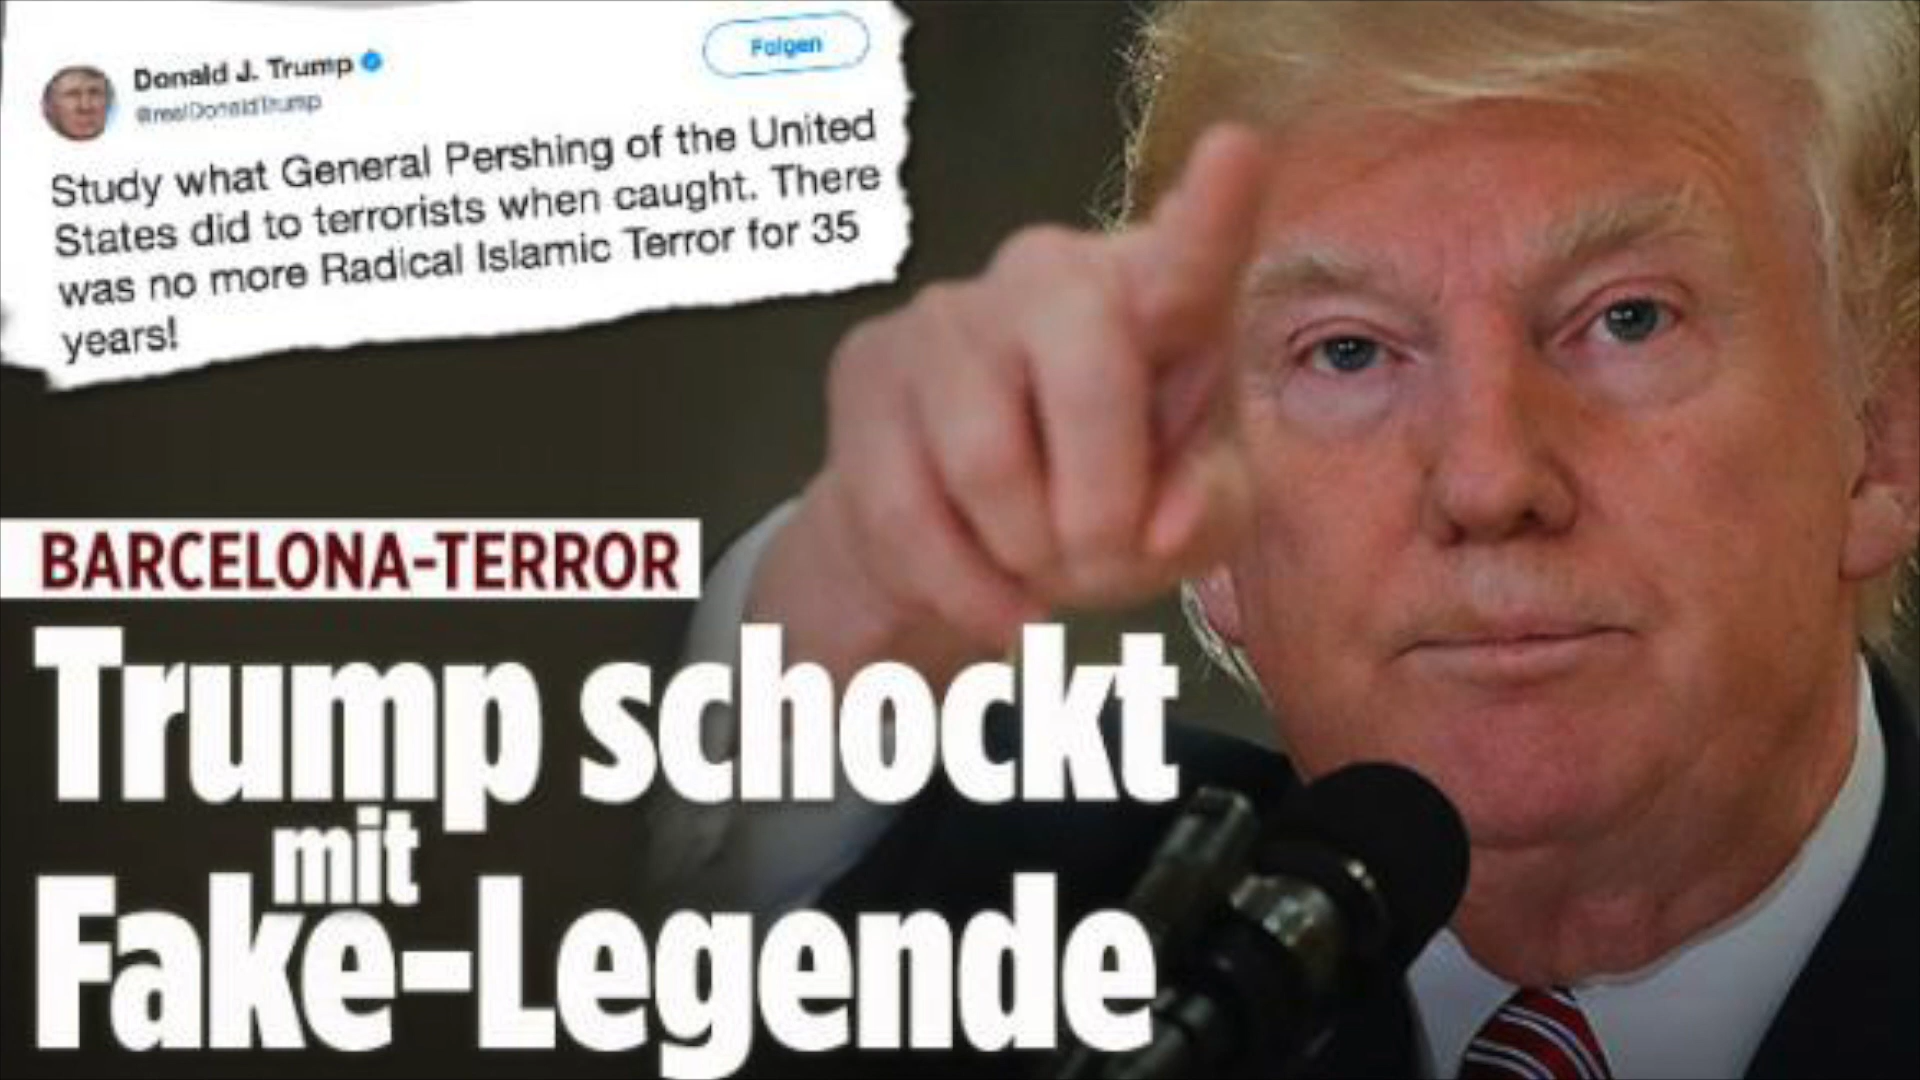 Donald J. Trump
@realDonaldTrump
Folgen
Study what General Pershing of the United
States did to terrorists when caught. There
was no more Radical Islamic Terror for 35
years!
BARCELONA-TERROR
Trump schockt
mit
Fake-Legende